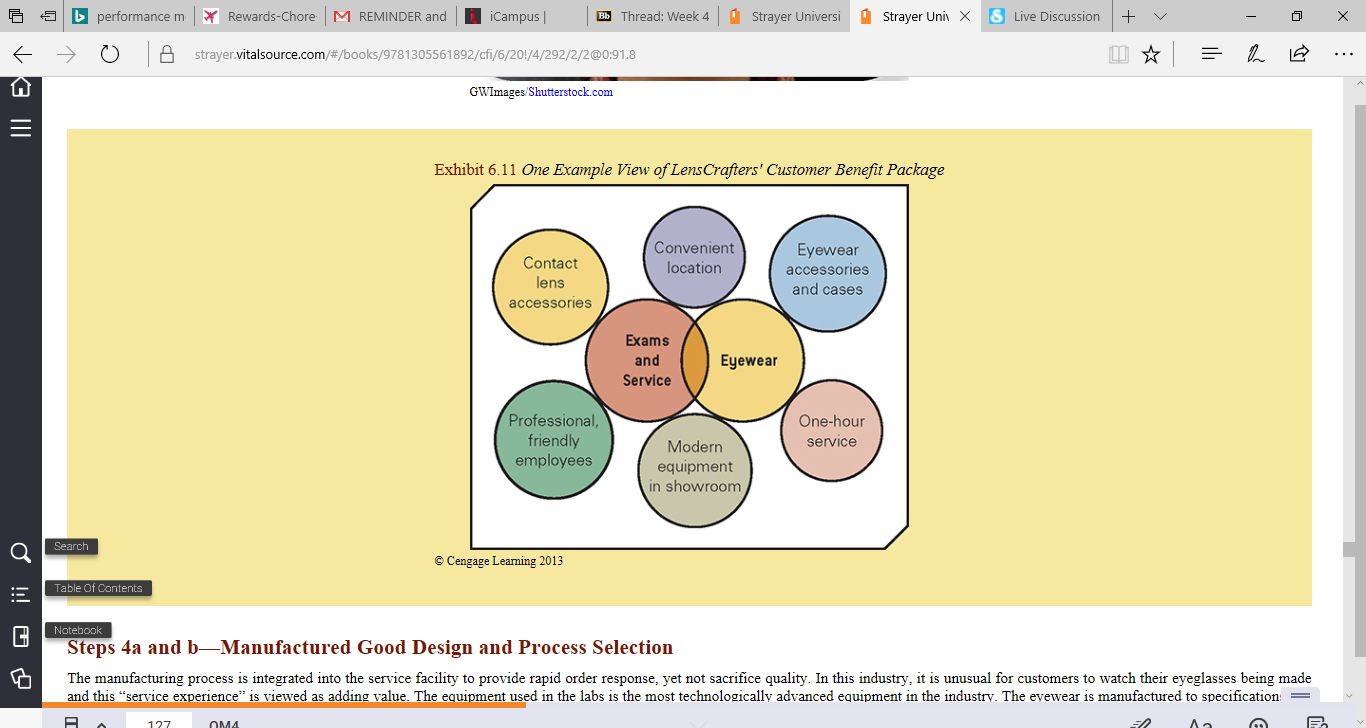 performance m
Rewards-Chore
REMINDER and
iCampus |
Bb Thread: Week 4
Strayer Universi
Strayer Univ
Live Discussion
strayer.vitalsource.com/#/books/9781305561892/cfi/6/20!/4/292/2/2@0:91.8
GWImages/Shutterstock.com
Exhibit 6.11 One Example View of LensCrafters' Customer Benefit Package
Contact
lens
accessories
Convenient
location
Eyewear
accessories
and cases
Exams
and
Service
Eyewear
Professional,
friendly
employees
Modern
equipment
in showroom
One-hour
service
© Cengage Learning 2013
Search
Table Of Contents
Notebook
Steps 4a and b—Manufactured Good Design and Process Selection
The manufacturing process is integrated into the service facility to provide rapid order response, yet not sacrifice quality. In this industry, it is unusual for customers to watch their eyeglasses being made
and this “service experience” is viewed as adding value. The equipment used in the labs is the most technologically advanced equipment in the industry. The eyewear is manufactured to specification
127
OM4
Aa